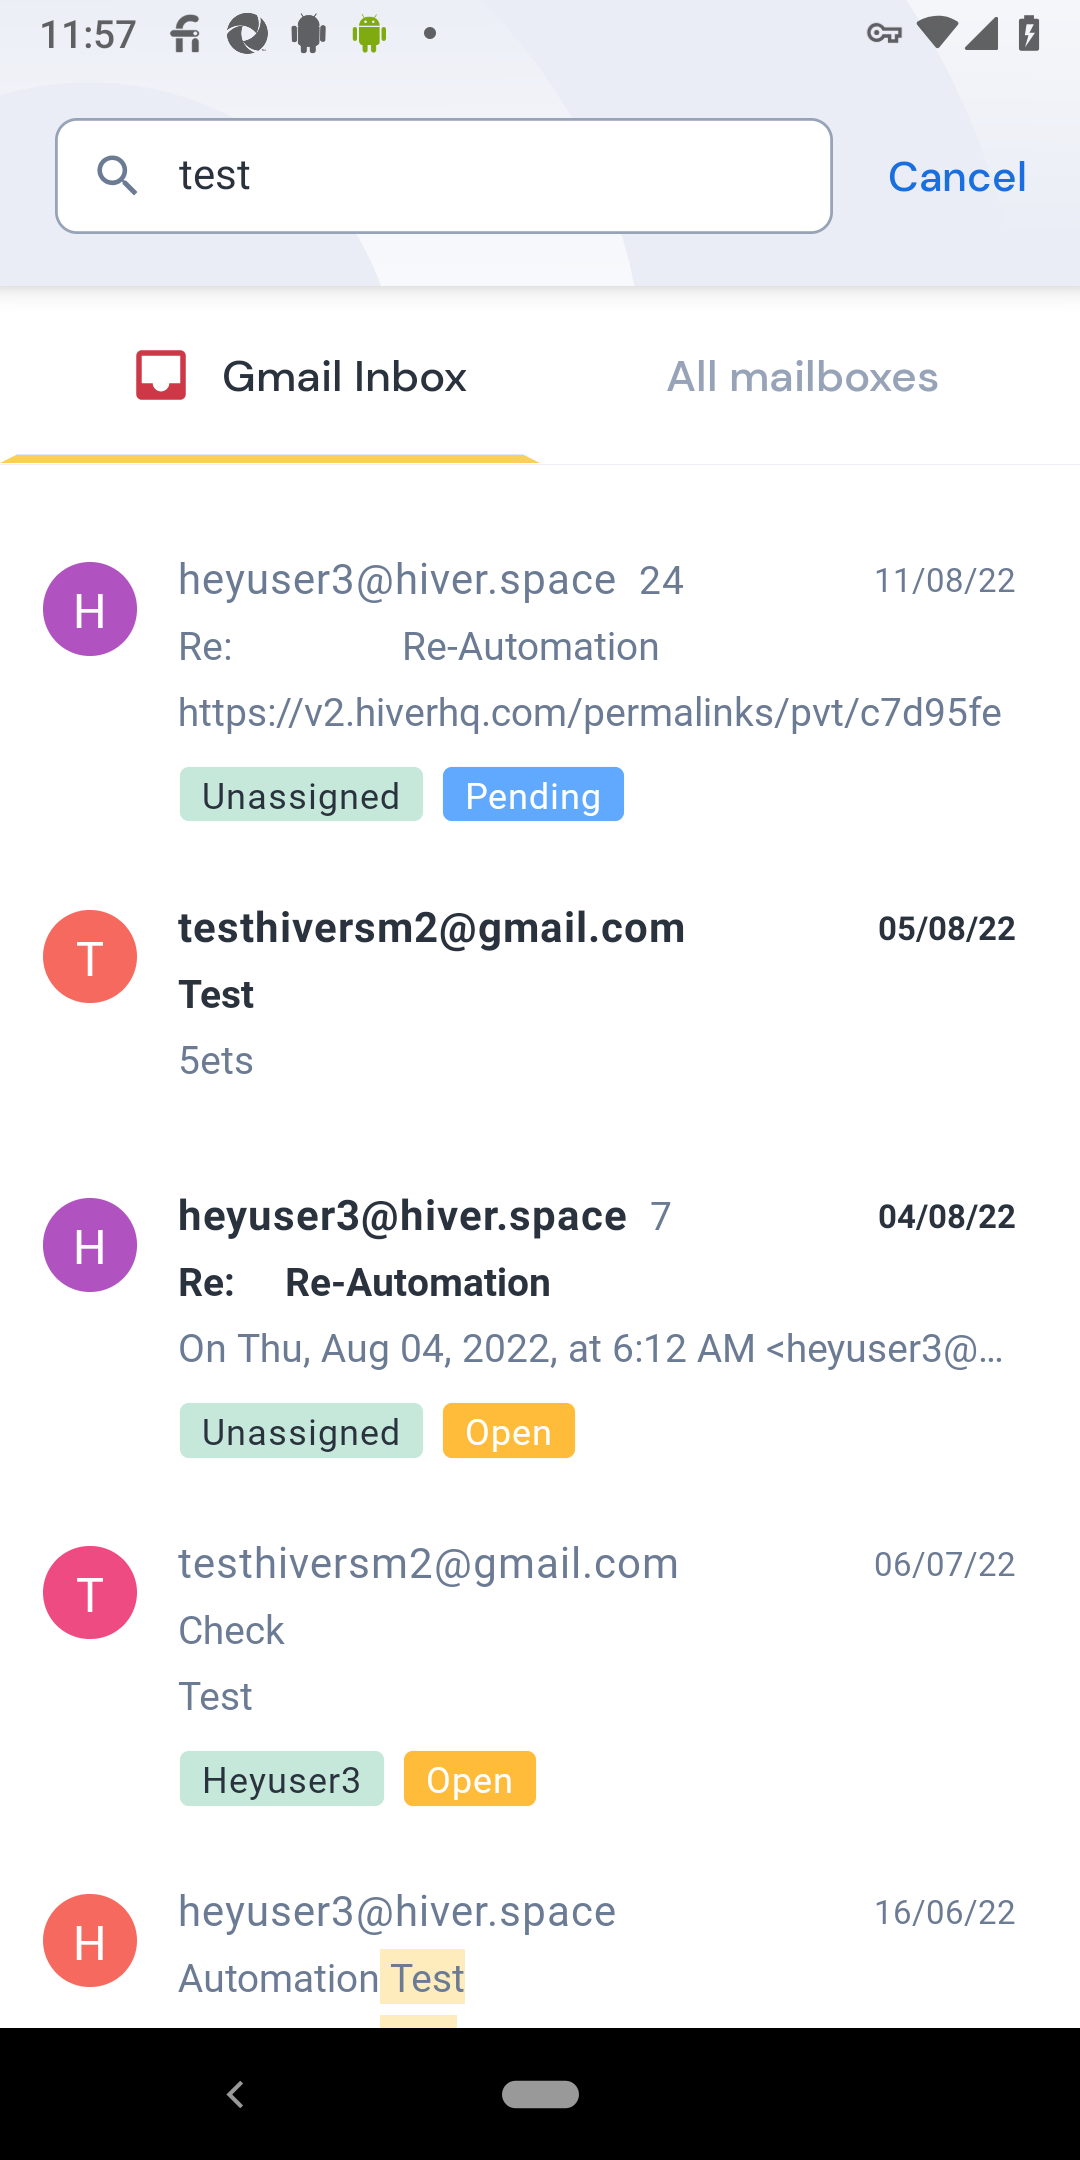 11:57
test
Cancel
Gmail Inbox
All mailboxes
H
heyuser3@hiver.space 24
11/08/22
Re: Re-Automation
https://v2.hiverhq.com/permalinks/pvt/c7d95fe
Unassigned Pending
T
testhiversm2@gmail.com
05/08/22
Test
5ets
H
heyuser3@hiver.space 7
04/08/22
Re: Re-Automation
On Thu, Aug 04, 2022, at 6:12 AM <heyuser3@...
Unassigned Open
T
testhiversm2@gmail.com
06/07/22
Check
Test
Heyuser3 Open
H
heyuser3@hiver.space
16/06/22
Automation Test